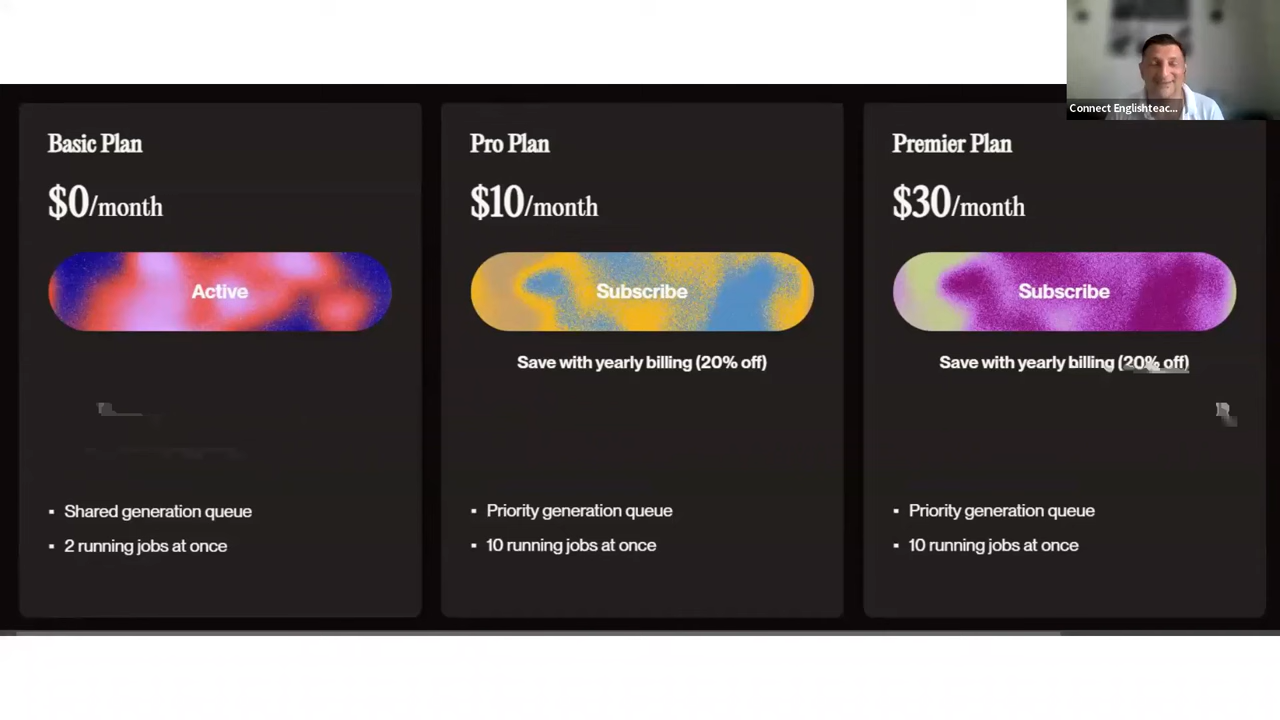 Connect Englishteac...
Basic Plan
$0/month
Active
▪ Shared generation queue
▪ 2 running jobs at once
Pro Plan
$10/month
Subscribe
Save with yearly billing (20% off)
▪ Priority generation queue
▪ 10 running jobs at once
Premier Plan
$30/month
Subscribe
Save with yearly billing (20% off)
▪ Priority generation queue
▪ 10 running jobs at once